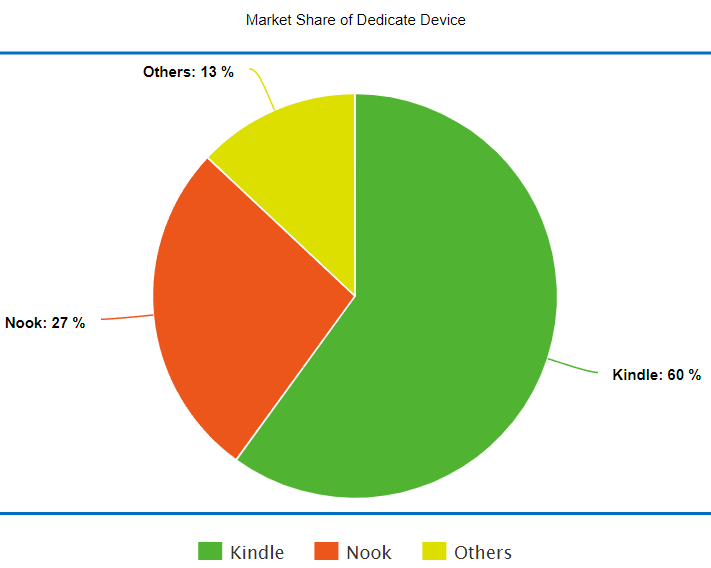 Market Share of Dedicate Device
Others: 13 %
Nook: 27 %
Kindle: 60 %
Kindle Nook Others